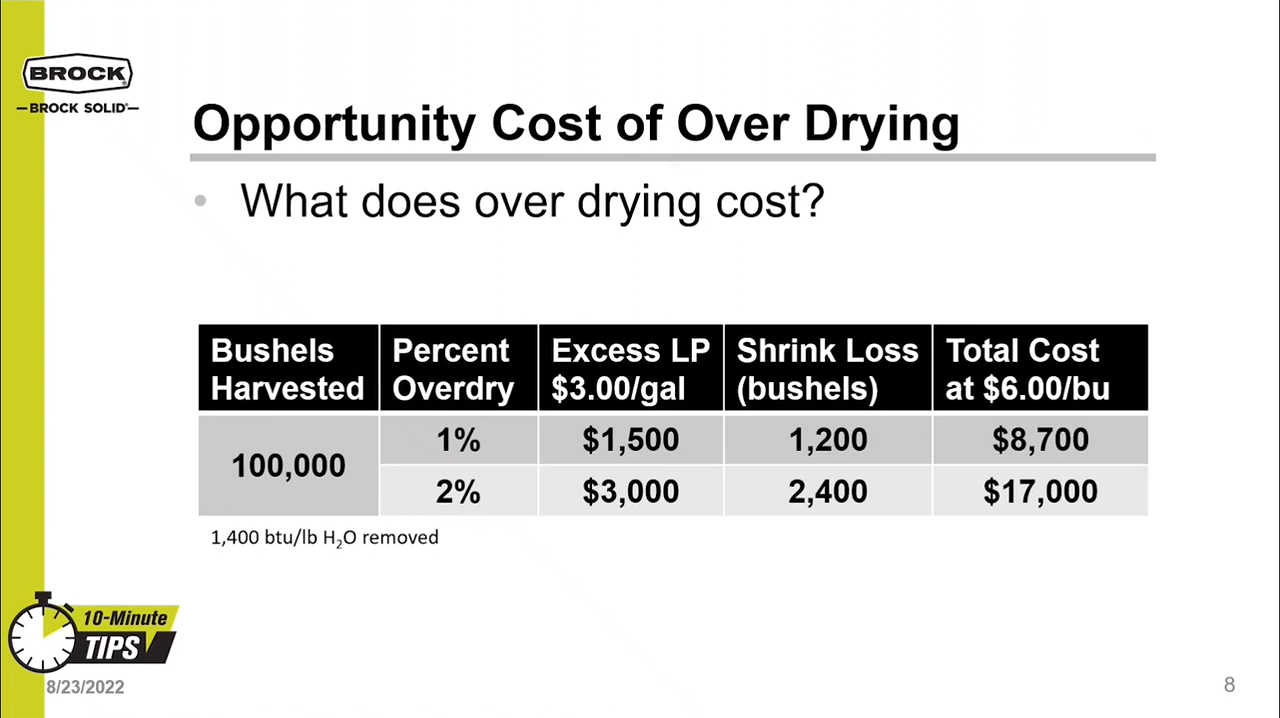 BROCK®
—BROCK SOLID®—
Opportunity Cost of Over Drying
• What does over drying cost?
Bushels Harvested
Percent Overdry
Excess LP $3.00/gal
Shrink Loss (bushels)
Total Cost at $6.00/bu
100,000
1%
$1,500
1,200
$8,700
2%
$3,000
2,400
$17,000
1,400 btu/lb H₂O removed
10-Minute
TIPS
8/23/2022
8